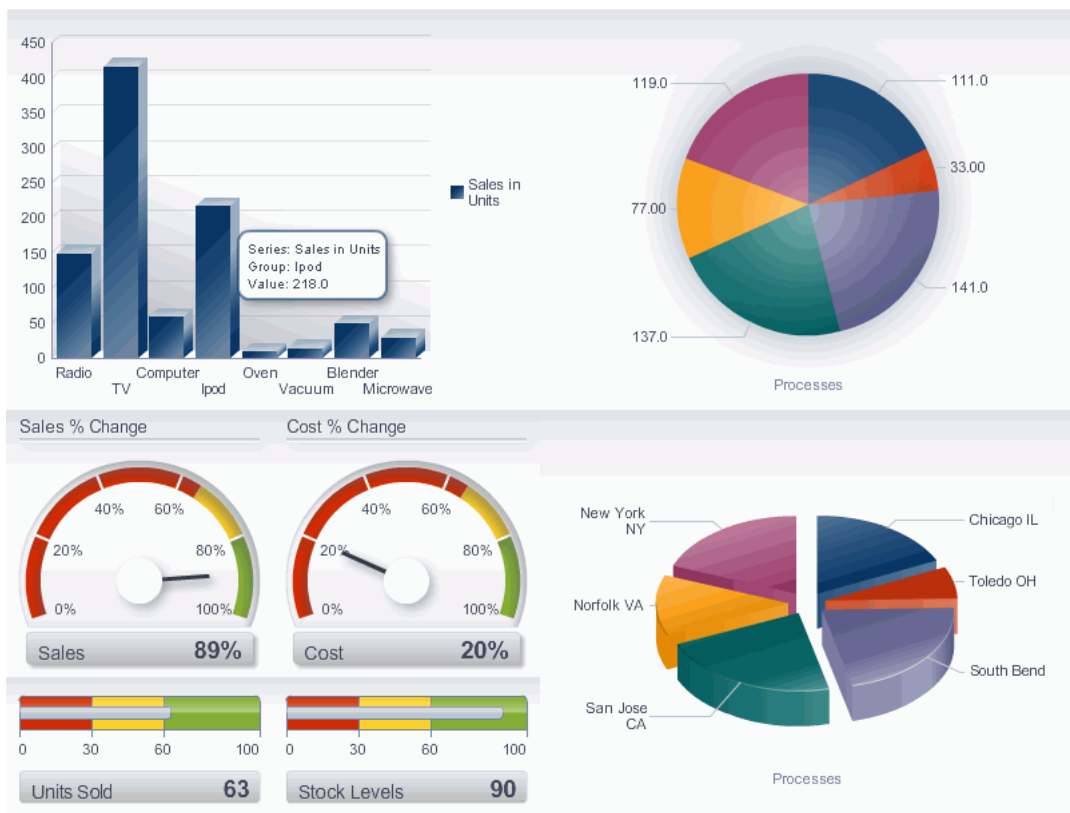 450
400
350
300
250
200
150
100
50
0
Series: Sales in Units
Group: Ipod
Value: 218.0
Sales in
Units
Radio
TV
Computer
Ipod
Oven
Vacuum
Blender
Microwave
119.0
111.0
33.00
77.00
141.0
137.0
Processes
Sales % Change
0%
20%
40%
60%
80%
100%
Sales 89%
Cost % Change
0%
20%
40%
60%
80%
100%
Cost 20%
0 30 60 100
Units Sold 63
0 30 60 100
Stock Levels 90
New York
NY
Chicago IL
Toledo OH
Norfolk VA
South Bend
San Jose
CA
Processes